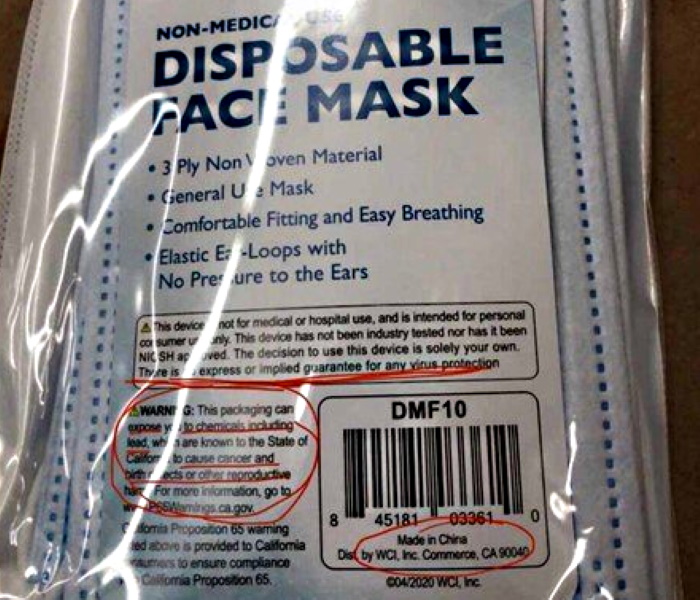 NON-MEDICAL USE
DISPOSABLE
FACE MASK
• 3 Ply Non Woven Material
• General Use Mask
• Comfortable Fitting and Easy Breathing
• Elastic Ear-Loops with
No Pressure to the Ears
This device not for medical or hospital use, and is intended for personal
consumer use only. This device has not been industry tested nor has it been
NIOSH approved. The decision to use this device is solely your own.
There is express or implied guarantee for any virus protection
WARNING: This packaging can
expose you to chemicals including
lead, which are known to the State of
California to cause cancer and
birth defects or other reproductive
harm. For more information, go to
www.P65Warnings.ca.gov.
California Proposition 65 warning
listed above is provided to California
consumers to ensure compliance
California Proposition 65.
DMF10
8 45181 03361 0
Made in China
Dist. by WCI, Inc. Commerce, CA 90040
©04/2020 WCI, Inc.